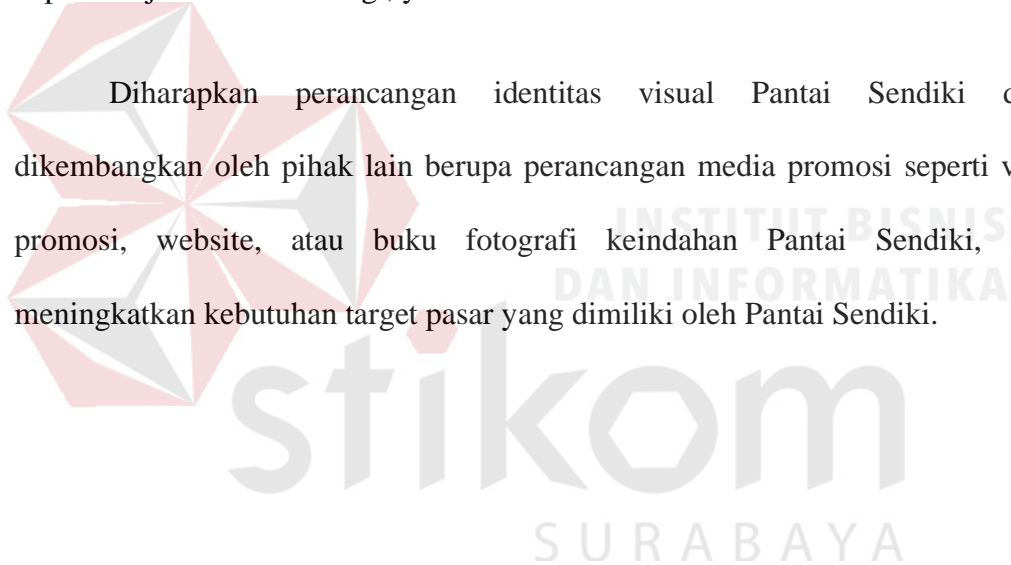 Diharapkan perancangan identitas visual Pantai Sendiki
dikembangkan oleh pihak lain berupa perancangan media promosi seperti
promosi, website, atau buku fotografi keindahan Pantai Sendiki,
meningkatkan kebutuhan target pasar yang dimiliki oleh Pantai Sendiki.
INSTITUT BISNIS
DAN INFORMATIKA
stikom
SURABAYA